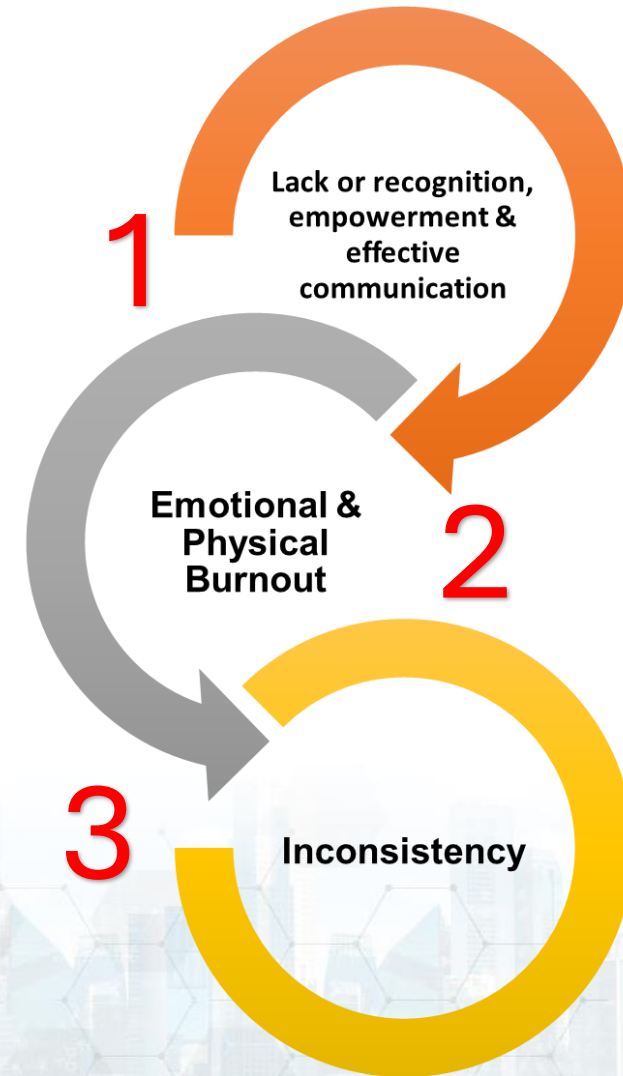 Lack or recognition,
empowerment &
effective
communication
1
Emotional &
Physical
Burnout
2
3
Inconsistency